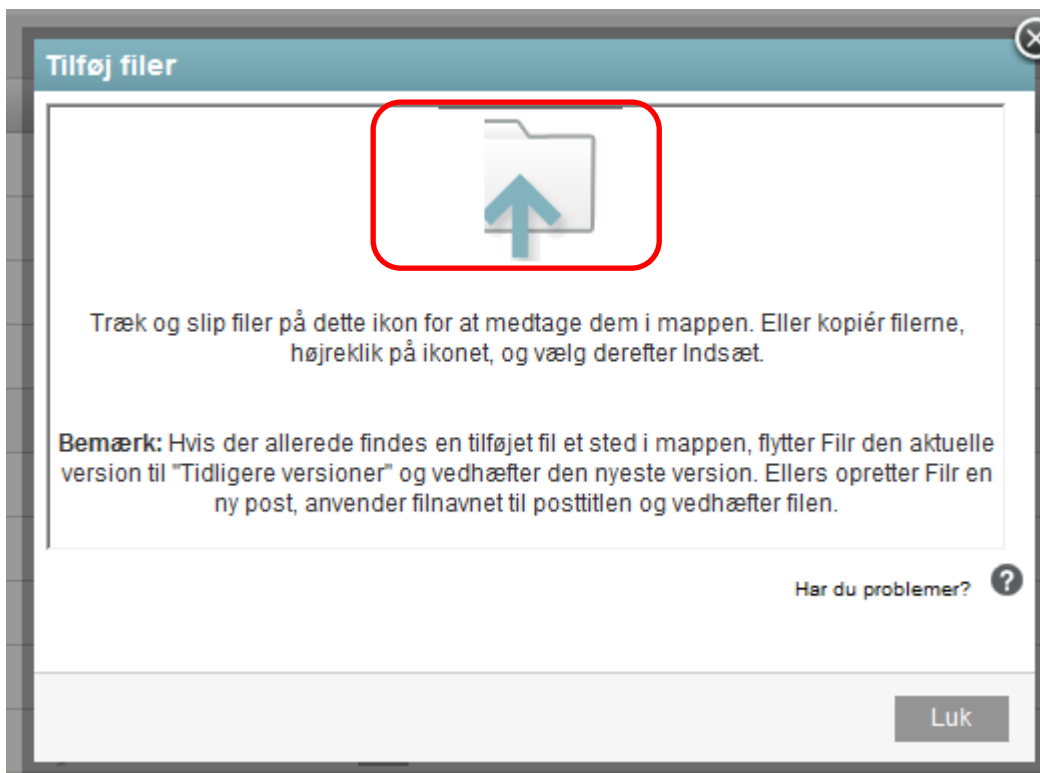 Tilføj filer
Træk og slip filer på dette ikon for at medtage dem i mappen. Eller kopiér filerne,
højreklik på ikonet, og vælg derefter Indsæt.
Bemærk: Hvis der allerede findes en tilføjet fil et sted i mappen, flytter Filr den aktuelle
version til "Tidligere versioner" og vedhæfter den nyeste version. Ellers opretter Filr en
ny post, anvender filnavnet til posttitlen og vedhæfter filen.
Har du problemer? ?
Luk